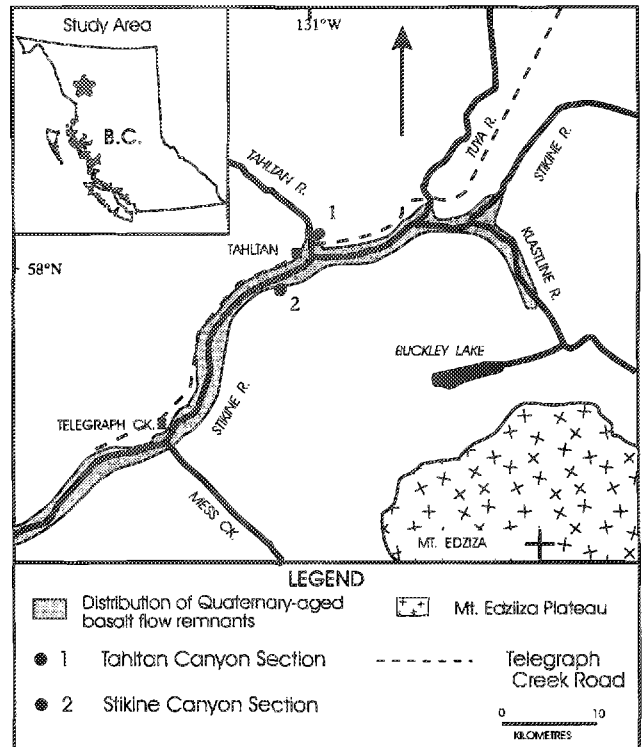 Study Area
B.C.
131°W
TUYA R.
STIKINE R.
TAHLTAN R.
1
TAHLTAN
58°N
2
KLASTLINE R.
BUCKLEY LAKE
TELEGRAPH CK.
STIKINE R.
MESS CK.
MT. EDZIZA
LEGEND
Distribution of Quaternary-aged
basalt flow remnants
Mt. Edziiza Plateau
1 Tahltan Canyon Section
Telegraph
Creek Road
2 Stikine Canyon Section
0 10
KILOMETRES